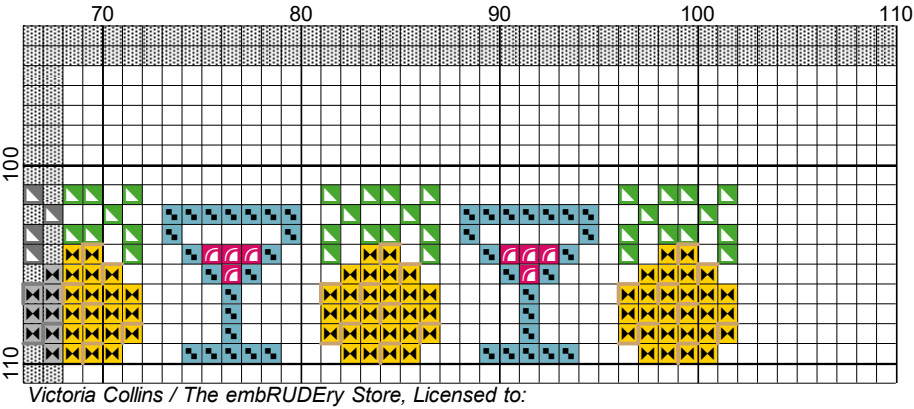 70 80 90 100 110
100
110
Victoria Collins / The embRUDEry Store, Licensed to: